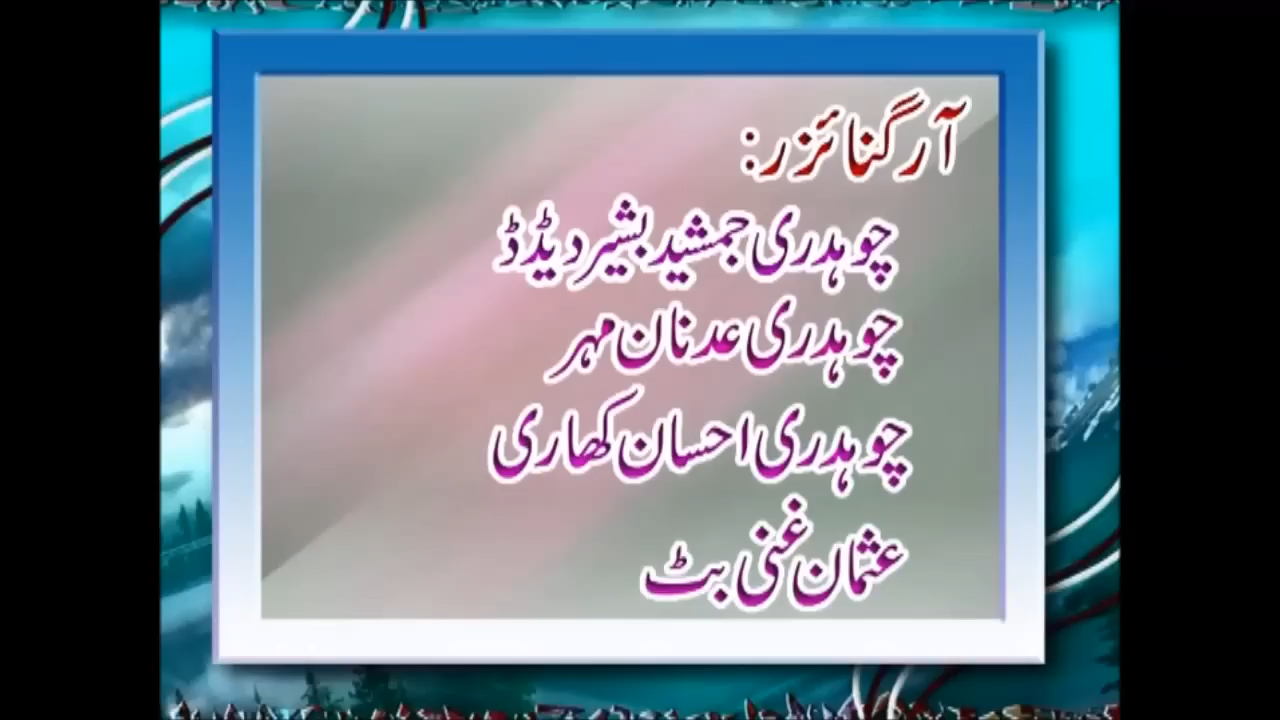 آرگنائزر:
چوہدری جمشید بشیر دیڈڈ
چوہدری عدنان مہر
چوہدری احسان کھاری
عثمان غنی بٹ